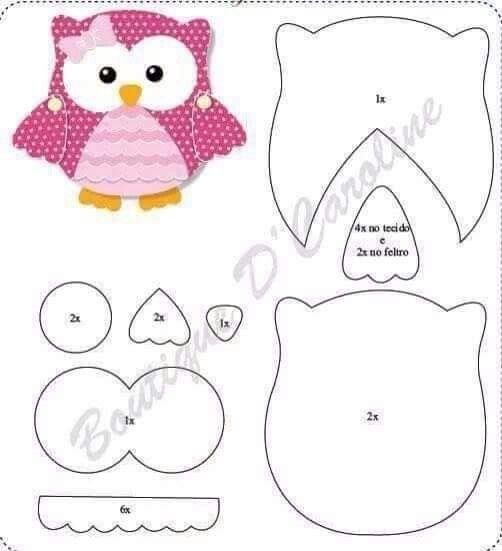 1x
4x no tecido
e
2x no feltro
2x
2x
1x
1x
2x
6x
Boutique D'Caroline